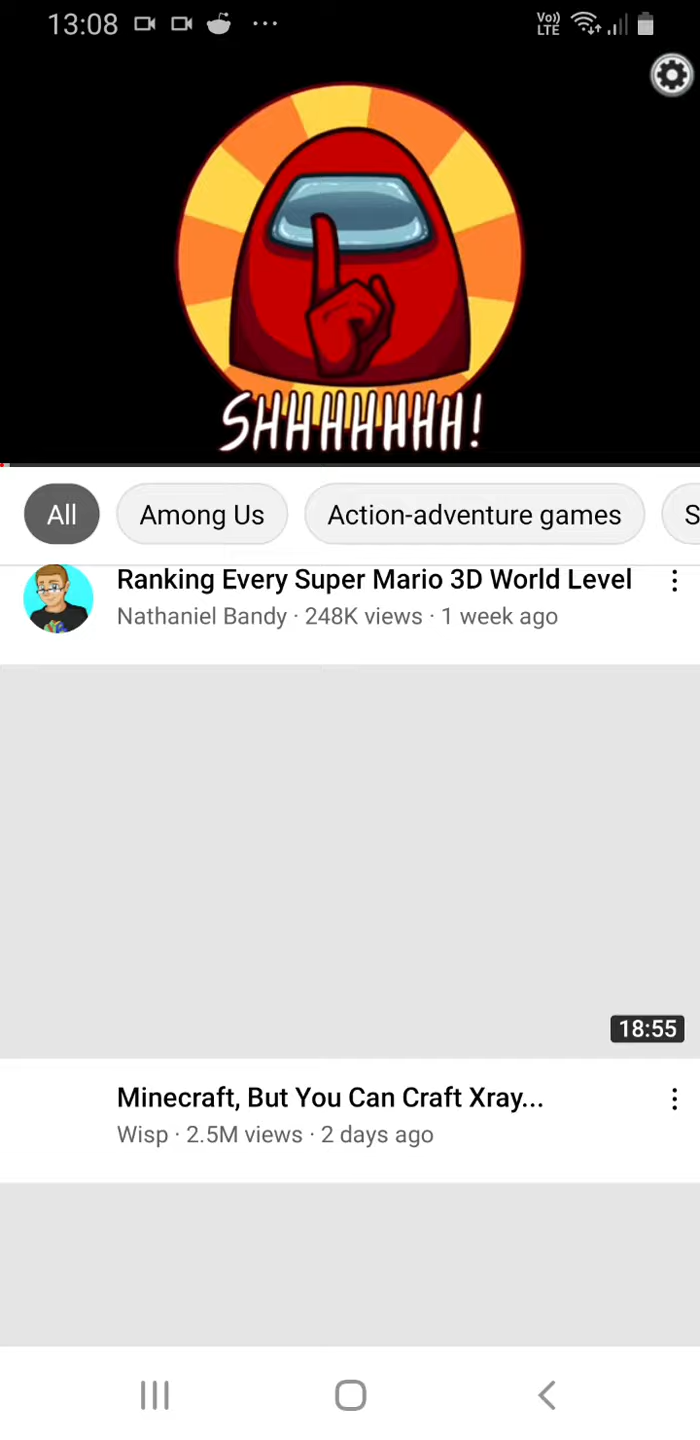 13:08
Vo))
LTE
SHHHHHHH!
All
Among Us
Action-adventure games
S
Ranking Every Super Mario 3D World Level
Nathaniel Bandy · 248K views · 1 week ago
18:55
Minecraft, But You Can Craft Xray...
Wisp · 2.5M views · 2 days ago